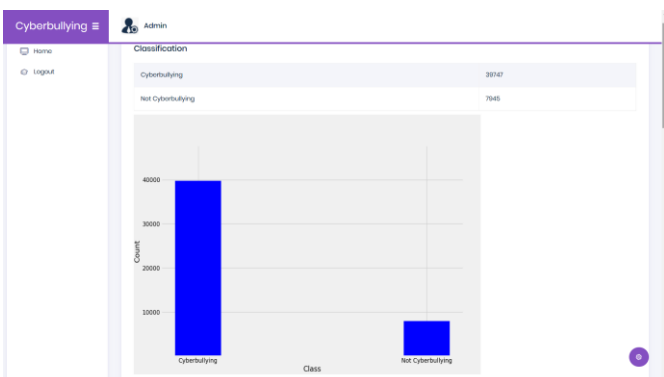 Cyberbullying ≡
Admin
Home
Logout
Classification
Cyberbullying 39747
Not Cyberbullying 7945
40000
30000
20000
10000
Count
Cyberbullying Not Cyberbullying
Class